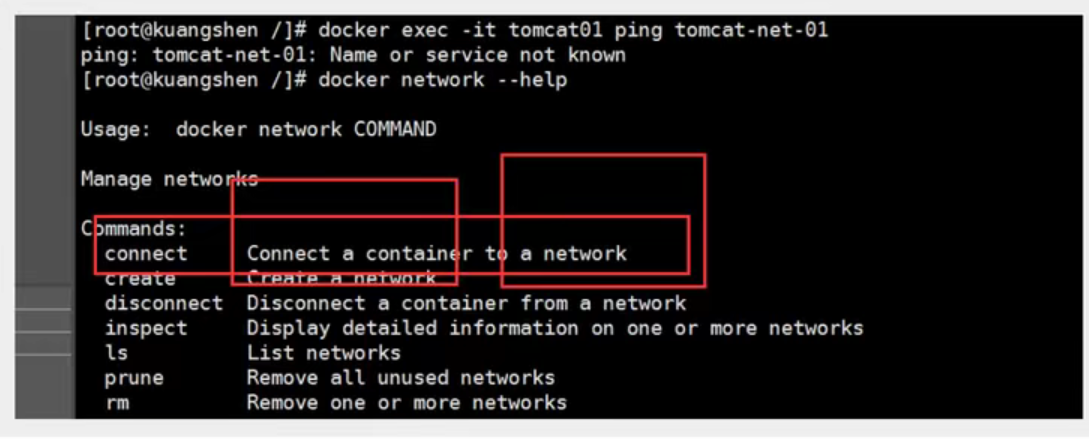 [root@kuangshen /]# docker exec -it tomcat01 ping tomcat-net-01
ping: tomcat-net-01: Name or service not known
[root@kuangshen /]# docker network --help
Usage:  docker network COMMAND
Manage networks
Commands:
  connect     Connect a container to a network
  create      Create a network
  disconnect  Disconnect a container from a network
  inspect     Display detailed information on one or more networks
  ls          List networks
  prune       Remove all unused networks
  rm          Remove one or more networks